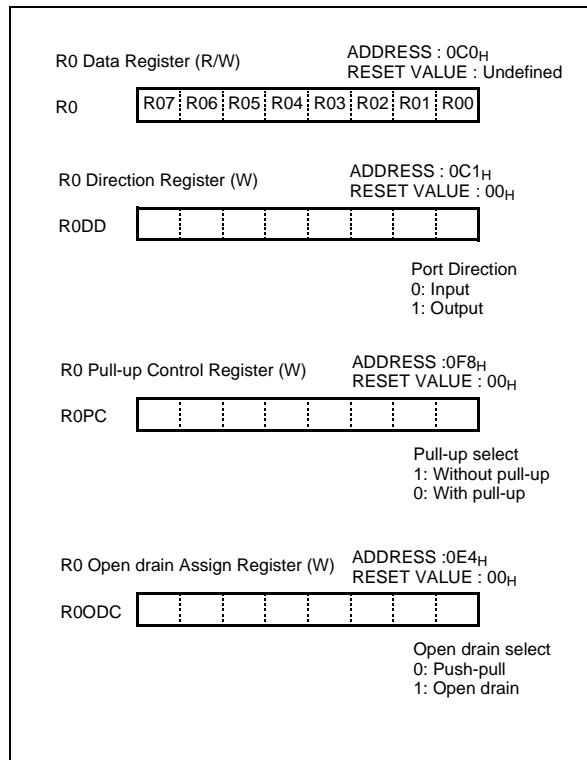 R0 Data Register (R/W)
ADDRESS : 0C0H
RESET VALUE : Undefined
R0
R07 R06 R05 R04 R03 R02 R01 R00
R0 Direction Register (W)
ADDRESS : 0C1H
RESET VALUE : 00H
R0DD
Port Direction
0: Input
1: Output
R0 Pull-up Control Register (W)
ADDRESS :0F8H
RESET VALUE : 00H
R0PC
Pull-up select
1: Without pull-up
0: With pull-up
R0 Open drain Assign Register (W)
ADDRESS :0E4H
RESET VALUE : 00H
R0ODC
Open drain select
0: Push-pull
1: Open drain